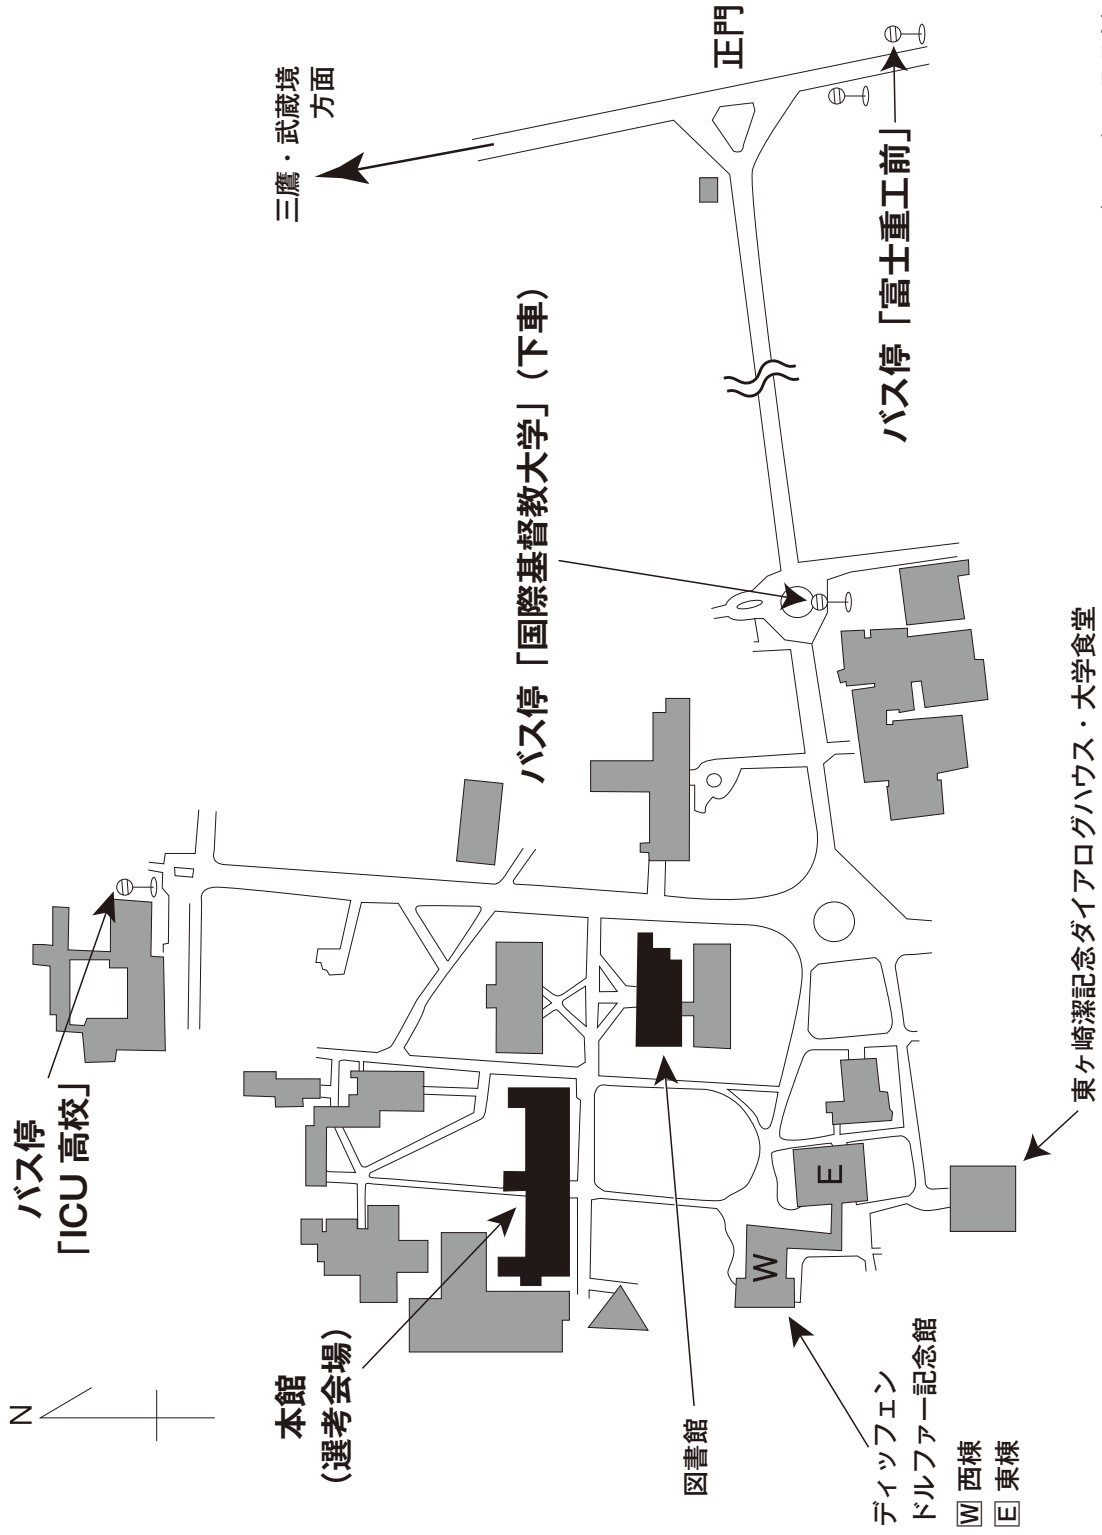 N
バス停
「ICU 高校」
三鷹・武蔵境
方面
正門
本館
（選考会場）
バス停「国際基督教大学」（下車）
バス停「富士重工前」
図書館
W
E
ディッフェン
ドルファー記念館
W 西棟
E 東棟
東ヶ崎潔記念ダイアログハウス・大学食堂